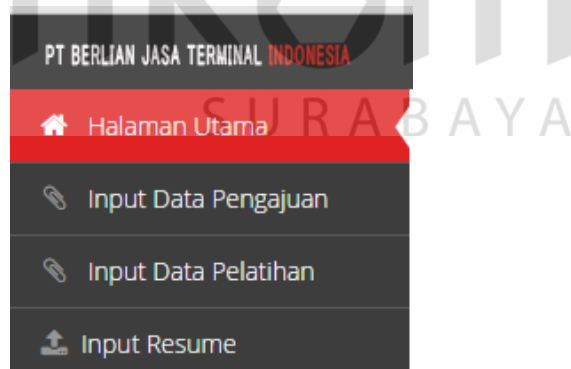 PT BERLIAN JASA TERMINAL INDONESIA
Halaman Utama
SURABAYA
Input Data Pengajuan
Input Data Pelatihan
Input Resume